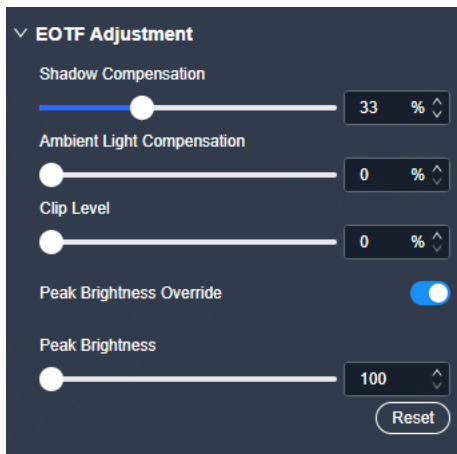 EOTF Adjustment
Shadow Compensation
33 %
Ambient Light Compensation
0 %
Clip Level
0 %
Peak Brightness Override
Peak Brightness
100
Reset